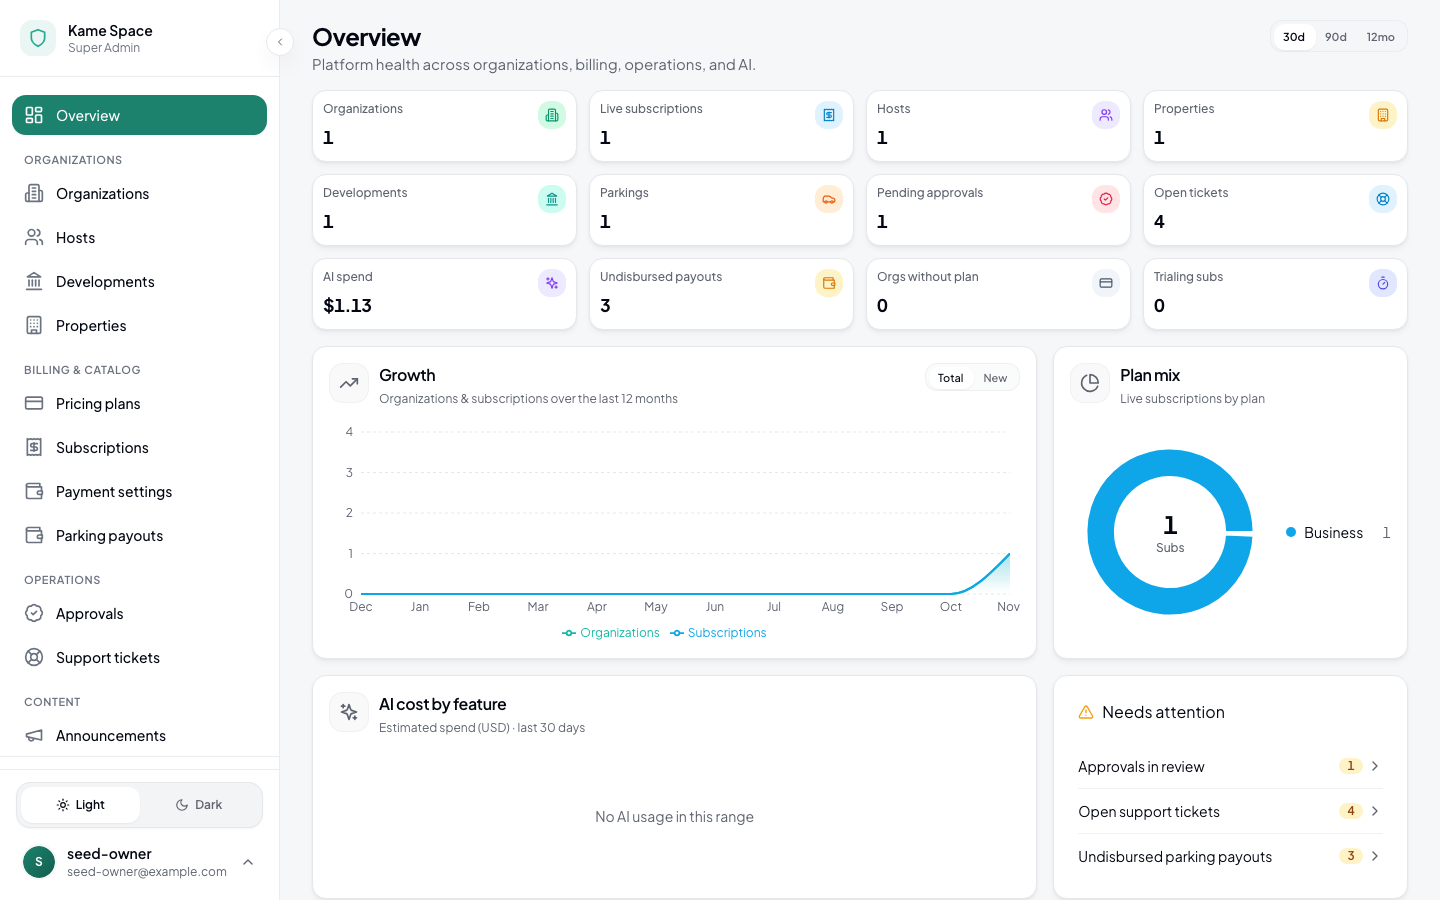 Kame Space
Super Admin
Overview
ORGANIZATIONS
Organizations
Hosts
Developments
Properties
BILLING & CATALOG
Pricing plans
Subscriptions
Payment settings
Parking payouts
OPERATIONS
Approvals
Support tickets
CONTENT
Announcements
Light
Dark
S
seed-owner
seed-owner@example.com
Overview
Platform health across organizations, billing, operations, and AI.
30d 90d 12mo
Organizations
1
Live subscriptions
1
Hosts
1
Properties
1
Developments
1
Parkings
1
Pending approvals
1
Open tickets
4
AI spend
$1.13
Undisbursed payouts
3
Orgs without plan
0
Trialing subs
0
Growth
Organizations & subscriptions over the last 12 months
Total New
4
3
2
1
0
Dec Jan Feb Mar Apr May Jun Jul Aug Sep Oct Nov
Organizations Subscriptions
Plan mix
Live subscriptions by plan
1
Subs
Business 1
AI cost by feature
Estimated spend (USD) · last 30 days
No AI usage in this range
Needs attention
Approvals in review 1
Open support tickets 4
Undisbursed parking payouts 3